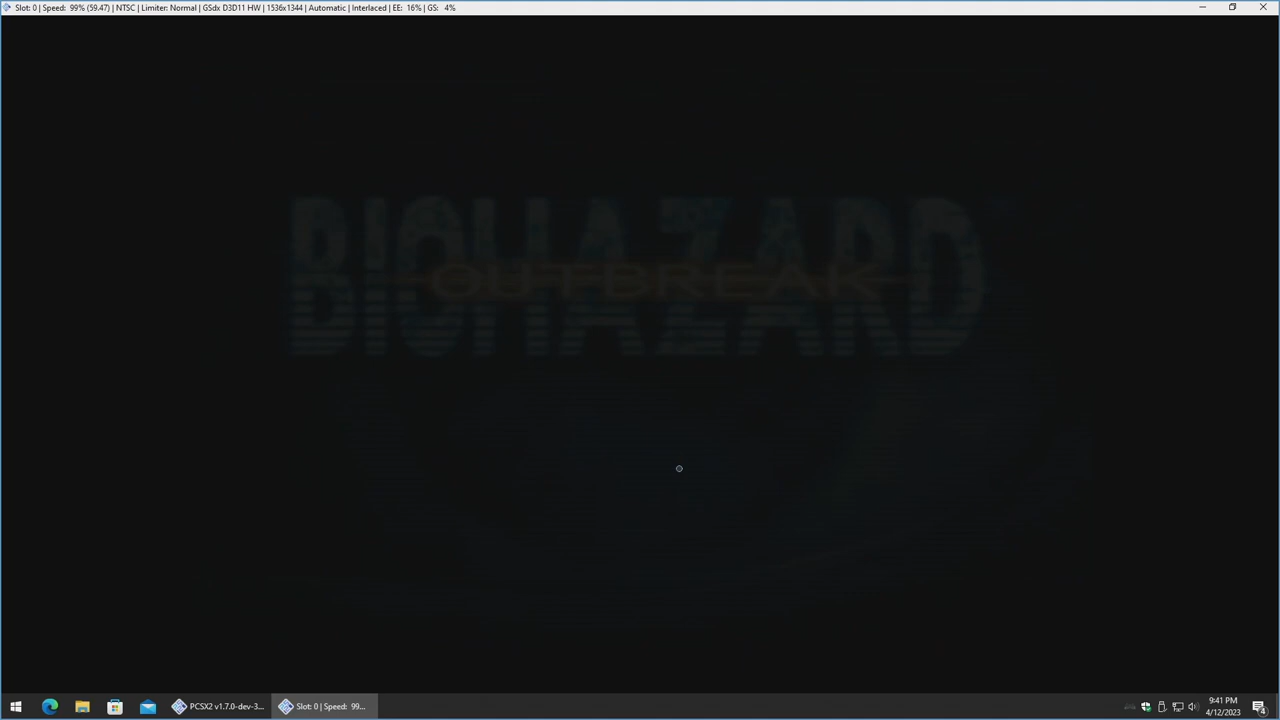 Slot: 0 | Speed: 99% (59.47) | NTSC | Limiter: Normal | GSdx D3D11 HW | 1536x1344 | Automatic | Interlaced | EE: 16% | GS: 4%
BIOHAZARD
OUTBREAK
PCSX2 v1.7.0-dev-3...
Slot: 0 | Speed: 99...
9:41 PM
4/12/2023
4